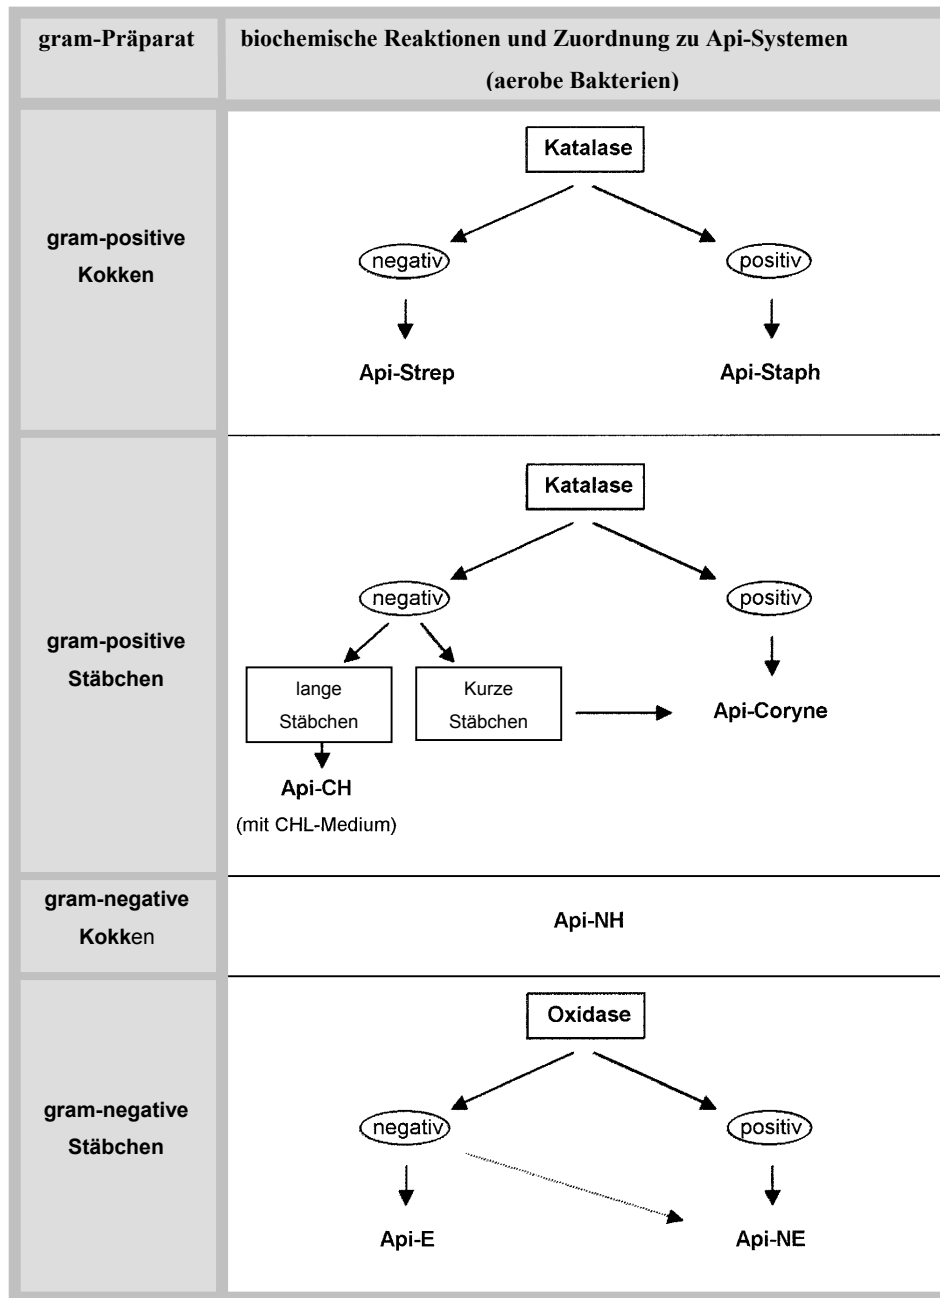 gram-Präparat
biochemische Reaktionen und Zuordnung zu Api-Systemen
(aerobe Bakterien)
gram-positive
Kokken
Katalase
negativ
positiv
Api-Strep
Api-Staph
gram-positive
Stäbchen
Katalase
negativ
positiv
lange
Stäbchen
Kurze
Stäbchen
Api-Coryne
Api-CH
(mit CHL-Medium)
gram-negative
Kokken
Api-NH
gram-negative
Stäbchen
Oxidase
negativ
positiv
Api-E
Api-NE